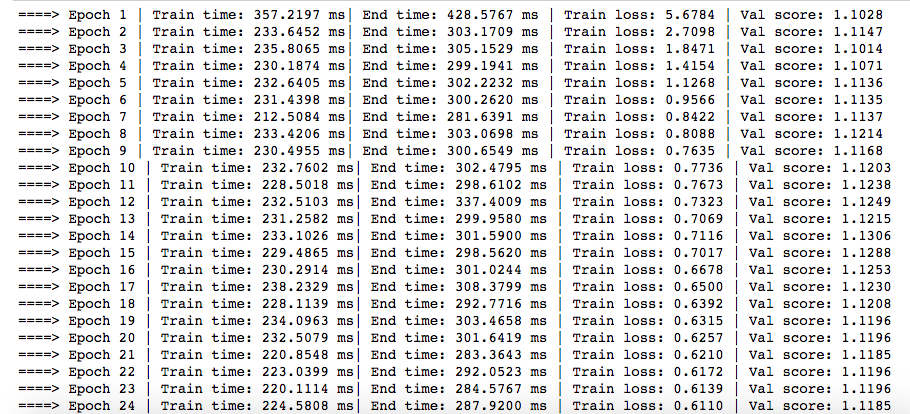 ====> Epoch 1 | Train time: 357.2197 ms| End time: 428.5767 ms | Train loss: 5.6784 | Val score: 1.1028
====> Epoch 2 | Train time: 233.6452 ms| End time: 303.1709 ms | Train loss: 2.7098 | Val score: 1.1147
====> Epoch 3 | Train time: 235.8065 ms| End time: 305.1529 ms | Train loss: 1.8471 | Val score: 1.1014
====> Epoch 4 | Train time: 230.1874 ms| End time: 299.1941 ms | Train loss: 1.4154 | Val score: 1.1071
====> Epoch 5 | Train time: 232.6405 ms| End time: 302.2232 ms | Train loss: 1.1268 | Val score: 1.1136
====> Epoch 6 | Train time: 231.4398 ms| End time: 300.2620 ms | Train loss: 0.9566 | Val score: 1.1135
====> Epoch 7 | Train time: 212.5084 ms| End time: 281.6391 ms | Train loss: 0.8422 | Val score: 1.1137
====> Epoch 8 | Train time: 233.4206 ms| End time: 303.0698 ms | Train loss: 0.8088 | Val score: 1.1214
====> Epoch 9 | Train time: 230.4955 ms| End time: 300.6549 ms | Train loss: 0.7635 | Val score: 1.1168
====> Epoch 10 | Train time: 232.7602 ms| End time: 302.4795 ms | Train loss: 0.7736 | Val score: 1.1203
====> Epoch 11 | Train time: 228.5018 ms| End time: 298.6102 ms | Train loss: 0.7673 | Val score: 1.1238
====> Epoch 12 | Train time: 232.5103 ms| End time: 337.4009 ms | Train loss: 0.7323 | Val score: 1.1249
====> Epoch 13 | Train time: 231.2582 ms| End time: 299.9580 ms | Train loss: 0.7069 | Val score: 1.1215
====> Epoch 14 | Train time: 233.1026 ms| End time: 301.5900 ms | Train loss: 0.7116 | Val score: 1.1306
====> Epoch 15 | Train time: 229.4865 ms| End time: 298.5620 ms | Train loss: 0.7017 | Val score: 1.1288
====> Epoch 16 | Train time: 230.2914 ms| End time: 301.0244 ms | Train loss: 0.6678 | Val score: 1.1253
====> Epoch 17 | Train time: 238.2329 ms| End time: 308.3799 ms | Train loss: 0.6500 | Val score: 1.1230
====> Epoch 18 | Train time: 228.1139 ms| End time: 292.7716 ms | Train loss: 0.6392 | Val score: 1.1208
====> Epoch 19 | Train time: 234.0963 ms| End time: 303.4658 ms | Train loss: 0.6315 | Val score: 1.1196
====> Epoch 20 | Train time: 232.5079 ms| End time: 301.6419 ms | Train loss: 0.6257 | Val score: 1.1196
====> Epoch 21 | Train time: 220.8548 ms| End time: 283.3643 ms | Train loss: 0.6210 | Val score: 1.1185
====> Epoch 22 | Train time: 223.0399 ms| End time: 292.0523 ms | Train loss: 0.6172 | Val score: 1.1196
====> Epoch 23 | Train time: 220.1114 ms| End time: 284.5767 ms | Train loss: 0.6139 | Val score: 1.1196
====> Epoch 24 | Train time: 224.5808 ms| End time: 287.9200 ms | Train loss: 0.6110 | Val score: 1.1185